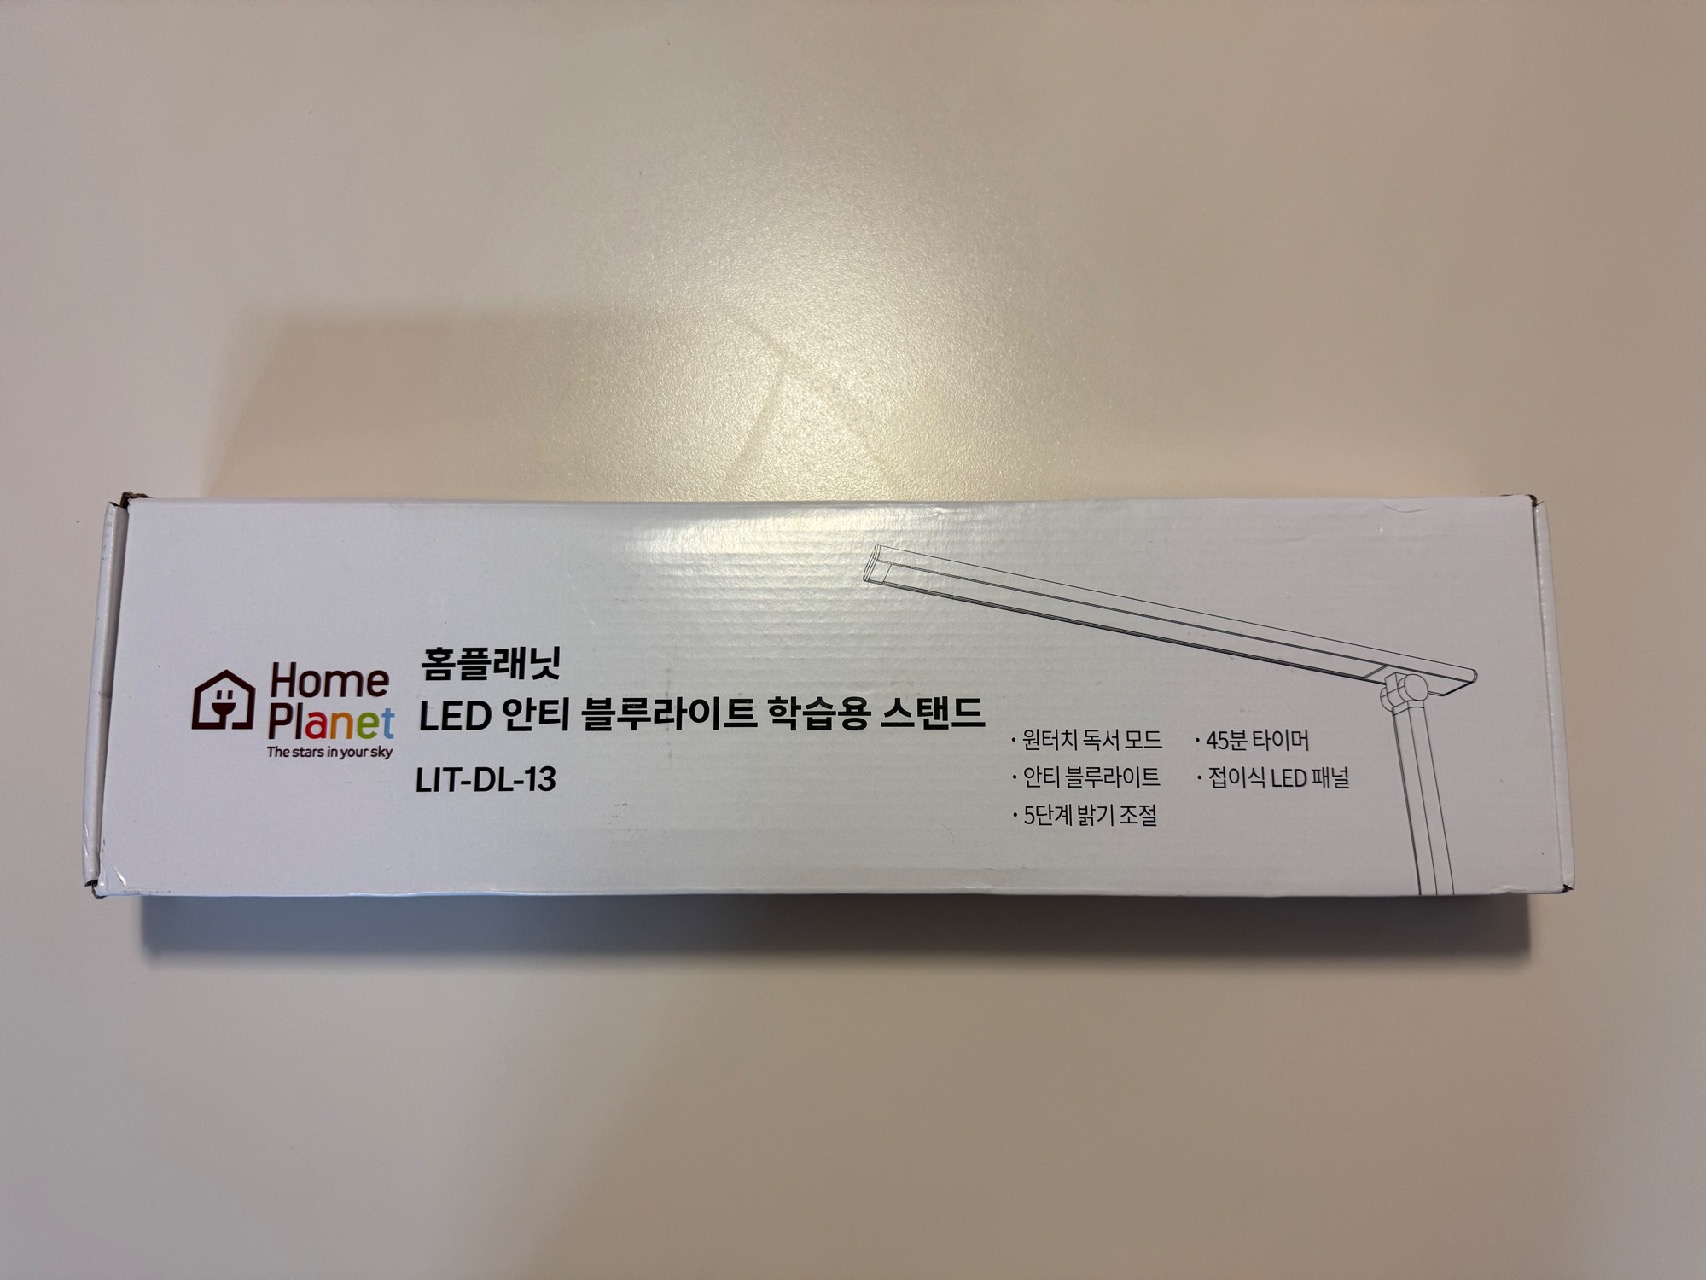 Home
Planet
The stars in your sky
홈플래닛
LED 안티 블루라이트 학습용 스탠드
LIT-DL-13
· 원터치 독서 모드
· 안티 블루라이트
· 5단계 밝기 조절
· 45분 타이머
· 접이식 LED 패널